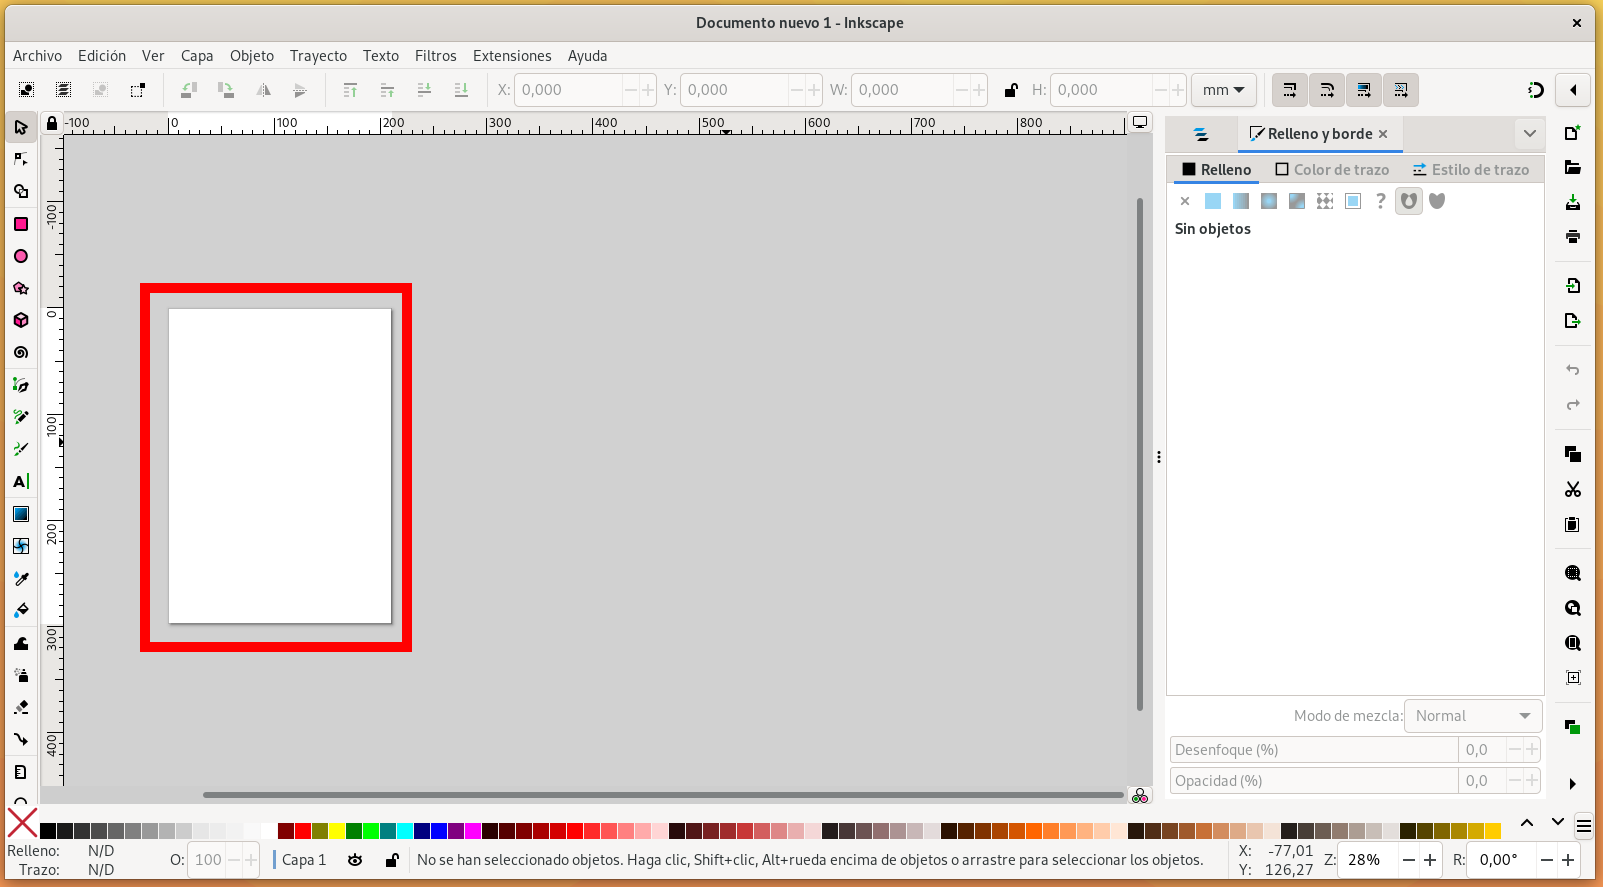 Documento nuevo 1 - Inkscape
Archivo Edición Ver Capa Objeto Trayecto Texto Filtros Extensiones Ayuda
X: 0,000 Y: 0,000 W: 0,000 H: 0,000 mm
-100 0 100 200 300 400 500 600 700 800
Relleno y borde
Relleno Color de trazo Estilo de trazo
?
Sin objetos
-100
0
100
200
300
400
A
Modo de mezcla: Normal
Desenfoque (%) 0,0
Opacidad (%) 0,0
Relleno: N/D
Trazo: N/D
O: 100
Capa 1
No se han seleccionado objetos. Haga clic, Shift+clic, Alt+rueda encima de objetos o arrastre para seleccionar los objetos.
X: -77,01
Y: 126,27
Z: 28%
R: 0,00°